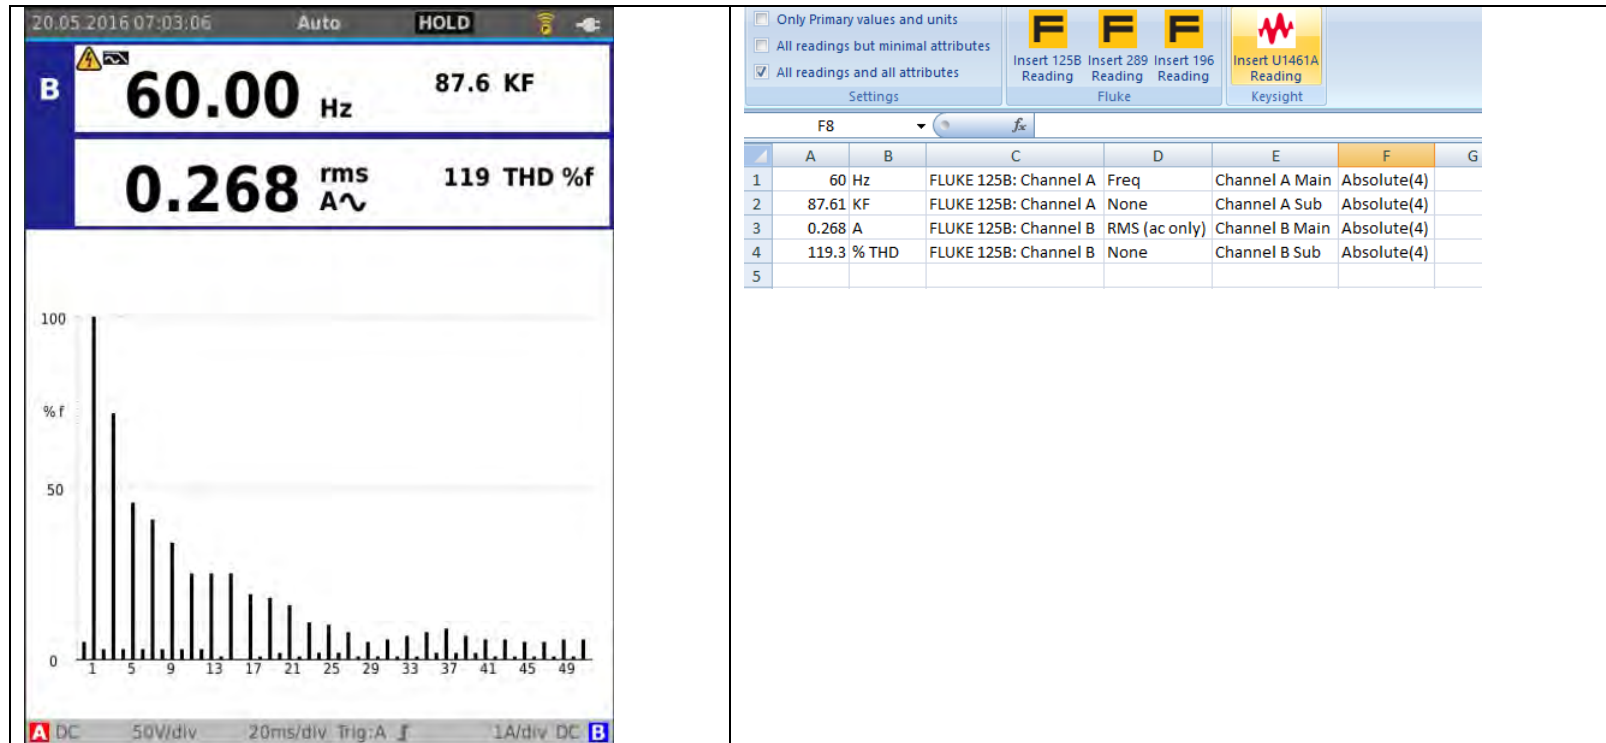 20.05.2016 07:03:06 Auto HOLD
B
60.00 Hz 87.6 KF
0.268 rms A∿ 119 THD %f
100
% f
50
0
1 5 9 13 17 21 25 29 33 37 41 45 49
A DC 50V/div 20ms/div Trig:A 1A/div DC B
Only Primary values and units
All readings but minimal attributes
All readings and all attributes
Settings
F F F
Insert 125B Reading
Insert 289 Reading
Insert 196 Reading
Fluke
Insert U1461A Reading
Keysight
F8 fx
A B C D E F G
1 60 Hz FLUKE 125B: Channel A Freq Channel A Main Absolute(4)
2 87.61 KF FLUKE 125B: Channel A None Channel A Sub Absolute(4)
3 0.268 A FLUKE 125B: Channel B RMS (ac only) Channel B Main Absolute(4)
4 119.3 % THD FLUKE 125B: Channel B None Channel B Sub Absolute(4)
5